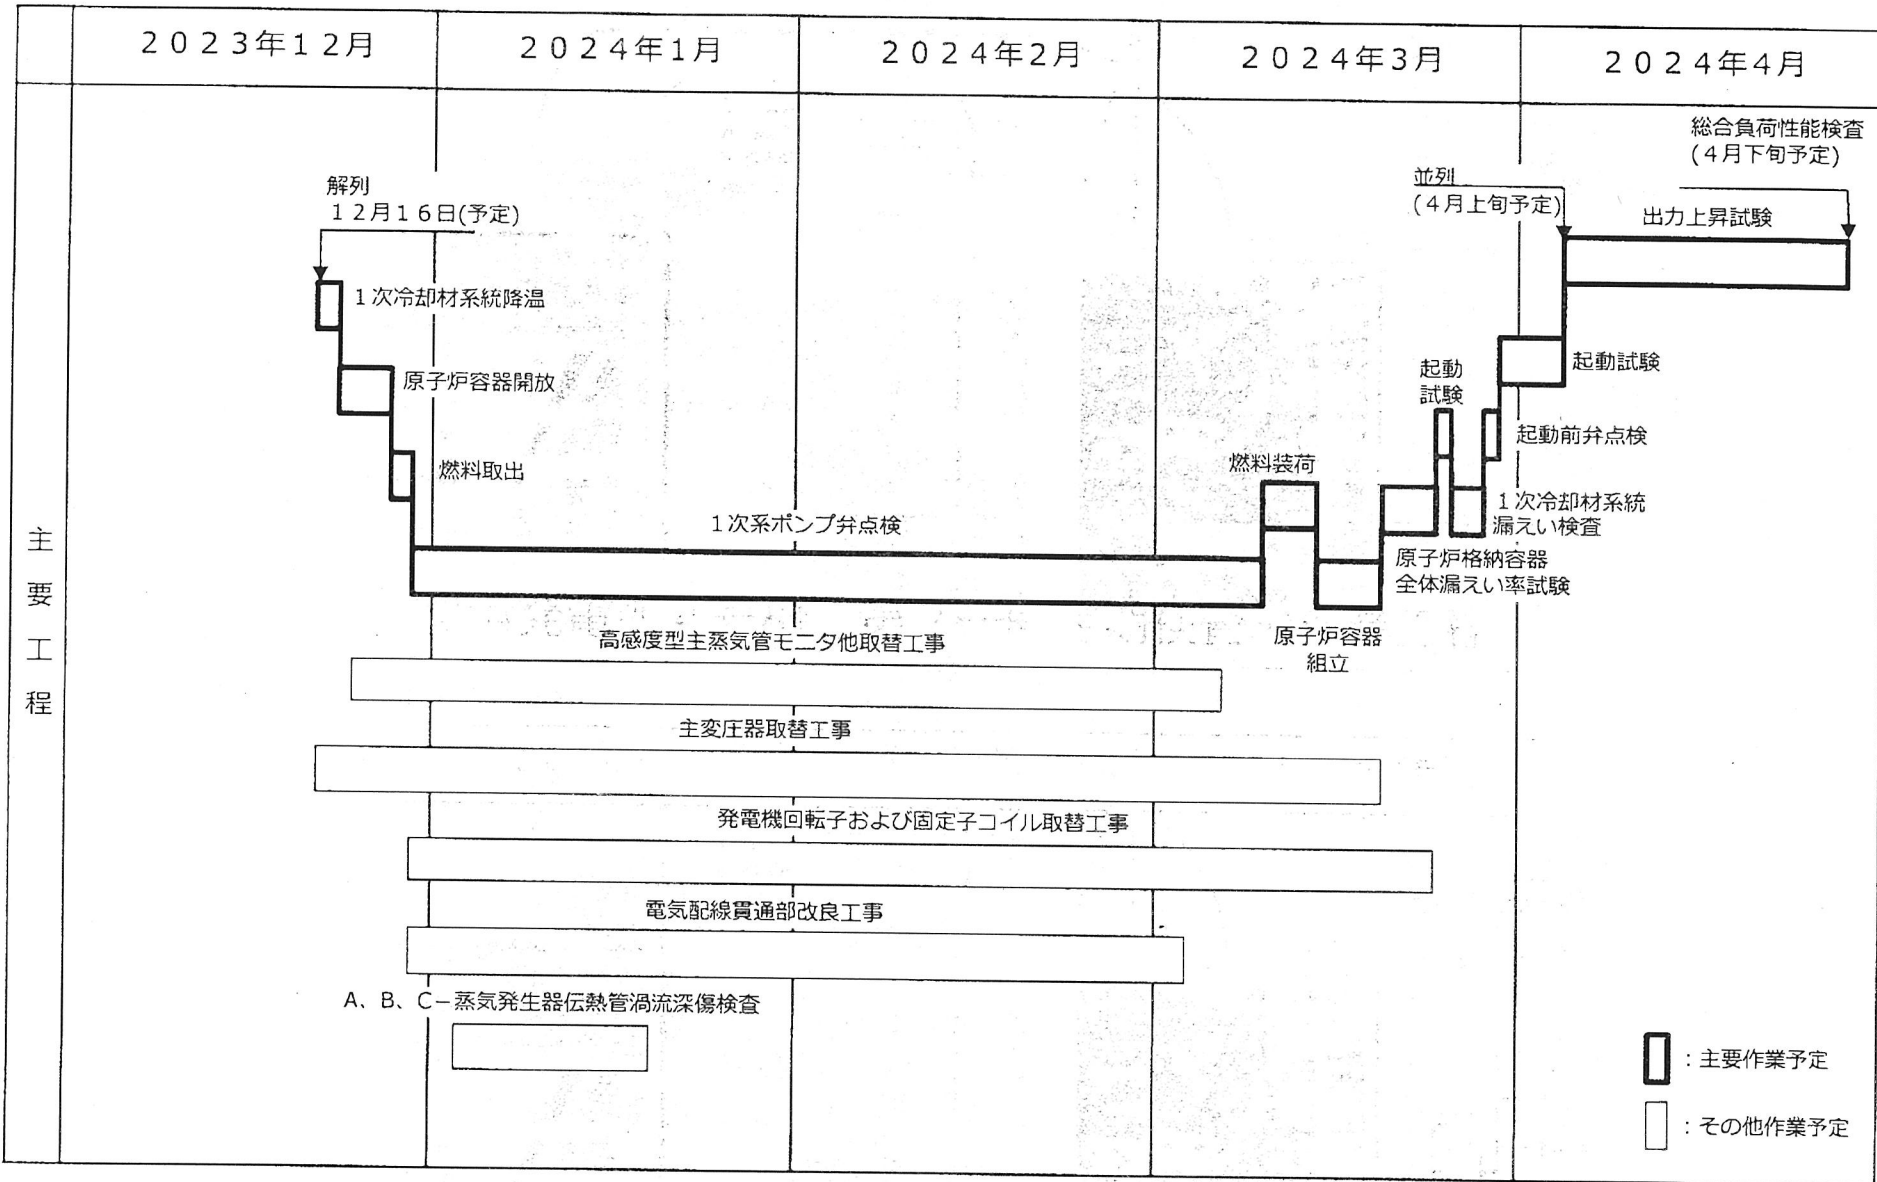 ２０２３年１２月
２０２４年１月
２０２４年２月
２０２４年３月
２０２４年４月
主要工程
総合負荷性能検査
(４月下旬予定)
解列
１２月１６日(予定)
並列
(４月上旬予定)
出力上昇試験
１次冷却材系統降温
原子炉容器開放
起動
試験
起動試験
起動前弁点検
燃料取出
燃料装荷
１次冷却材系統
漏えい検査
１次系ポンプ弁点検
原子炉格納容器
全体漏えい率試験
原子炉容器
組立
高感度型主蒸気管モニタ他取替工事
主変圧器取替工事
発電機回転子および固定子コイル取替工事
電気配線貫通部改良工事
A、B、C－蒸気発生器伝熱管渦流深傷検査
：主要作業予定
：その他作業予定